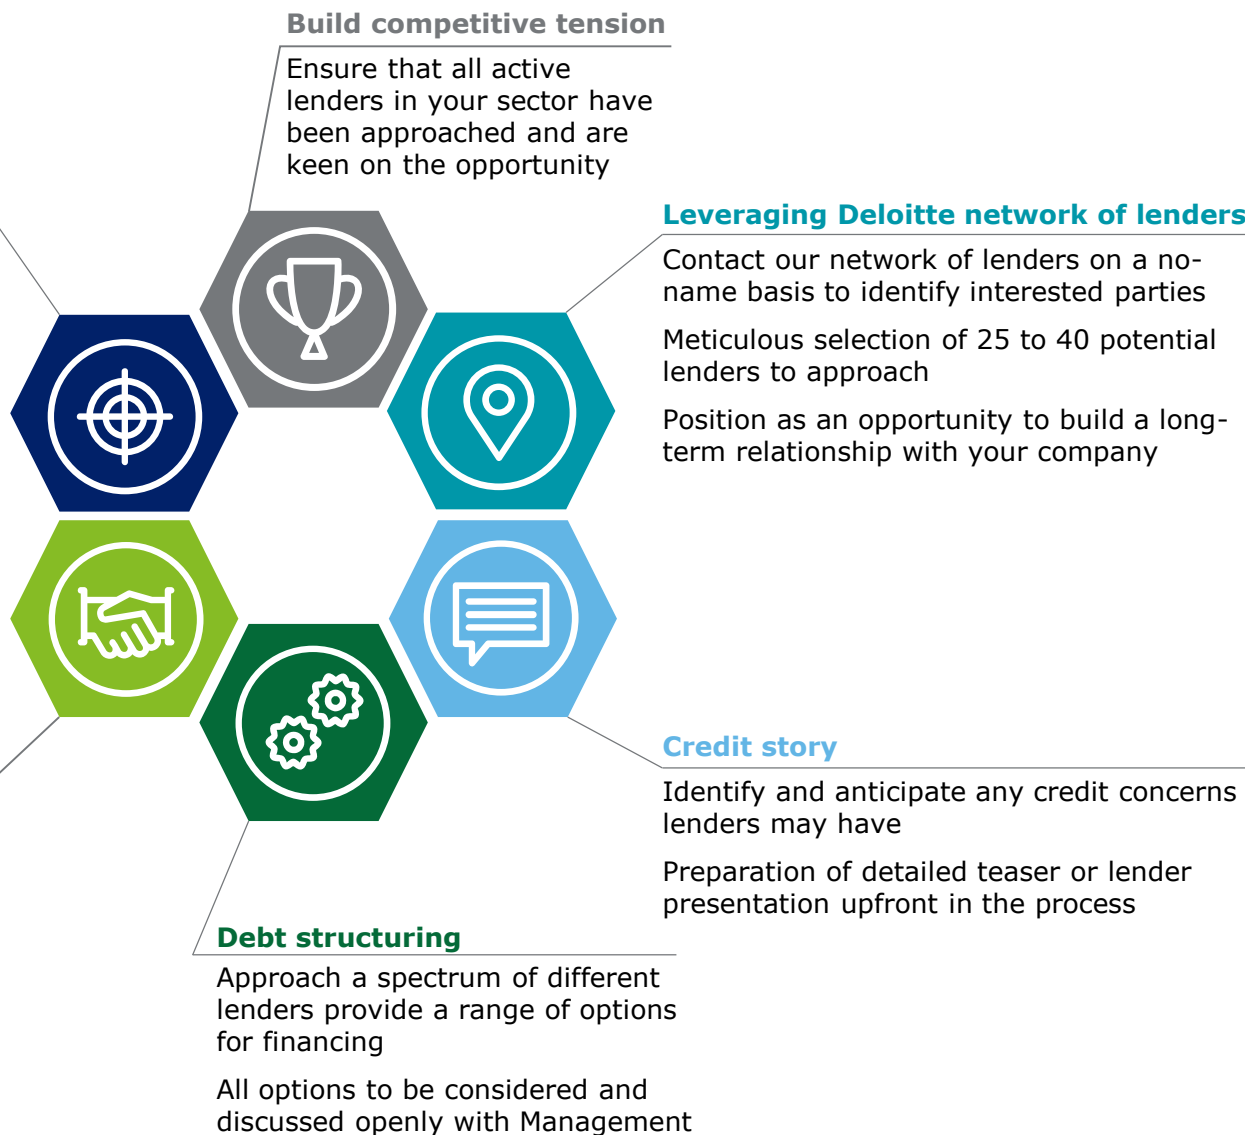 Build competitive tension
Ensure that all active
lenders in your sector have
been approached and are
keen on the opportunity
Leveraging Deloitte network of lenders
Contact our network of lenders on a no-
name basis to identify interested parties
Meticulous selection of 25 to 40 potential
lenders to approach
Position as an opportunity to build a long-
term relationship with your company
Credit story
Identify and anticipate any credit concerns
lenders may have
Preparation of detailed teaser or lender
presentation upfront in the process
Debt structuring
Approach a spectrum of different
lenders provide a range of options
for financing
All options to be considered and
discussed openly with Management